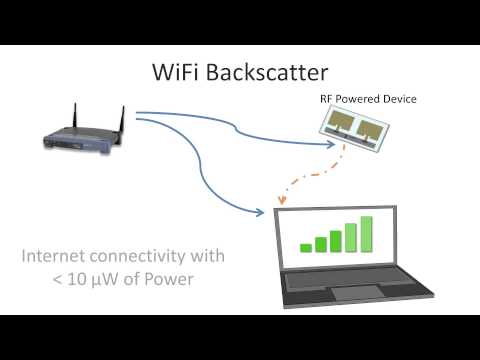 WiFi Backscatter
RF Powered Device
Internet connectivity with
< 10 μW of Power